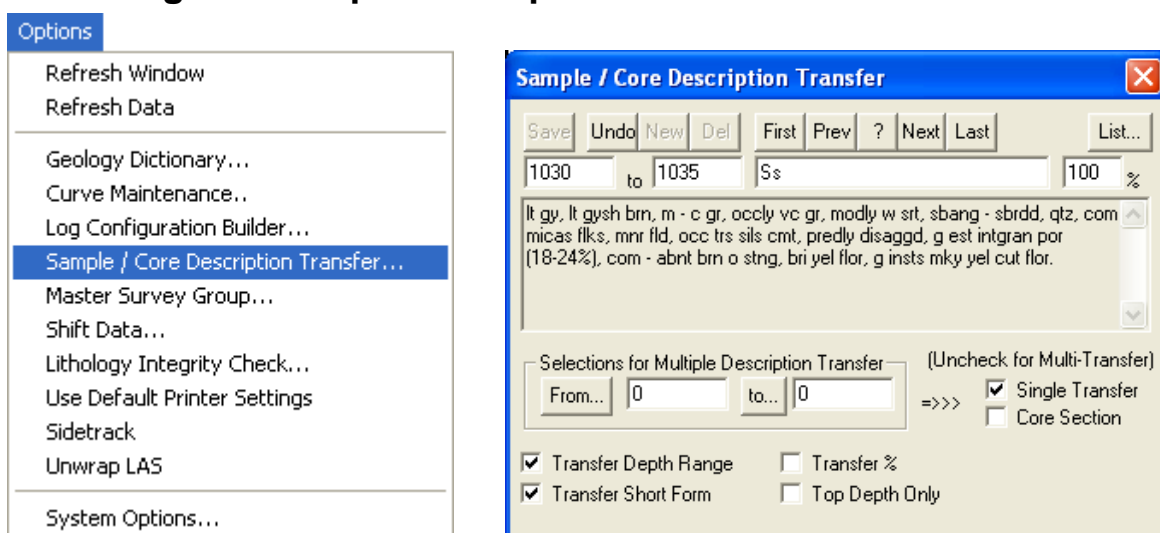 Options
Refresh Window
Refresh Data
Geology Dictionary...
Curve Maintenance..
Log Configuration Builder...
Sample / Core Description Transfer...
Master Survey Group...
Shift Data...
Lithology Integrity Check...
Use Default Printer Settings
Sidetrack
Unwrap LAS
System Options...
Sample / Core Description Transfer
Save Undo New Del First Prev ? Next Last List...
1030 to 1035 Ss 100 %
lt gy, lt gysh brn, m - c gr, occly vc gr, modly w srt, sbang - sbrdd, qtz, com
micas flks, mnr fld, occ trs sils cmt, predly disaggd, g est intgran por
(18-24%), com - abnt brn o stng, bri yel flor, g insts mky yel cut flor.
Selections for Multiple Description Transfer (Uncheck for Multi-Transfer)
From... 0 to... 0 =>>> Single Transfer
Core Section
Transfer Depth Range Transfer %
Transfer Short Form Top Depth Only